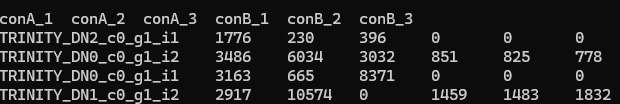 conA_1 conA_2 conA_3 conB_1 conB_2 conB_3
TRINITY_DN2_c0_g1_i1 1776 230 396 0 0 0
TRINITY_DN0_c0_g1_i2 3486 6034 3032 851 825 778
TRINITY_DN0_c0_g1_i1 3163 665 8371 0 0 0
TRINITY_DN1_c0_g1_i2 2917 10574 0 1459 1483 1832